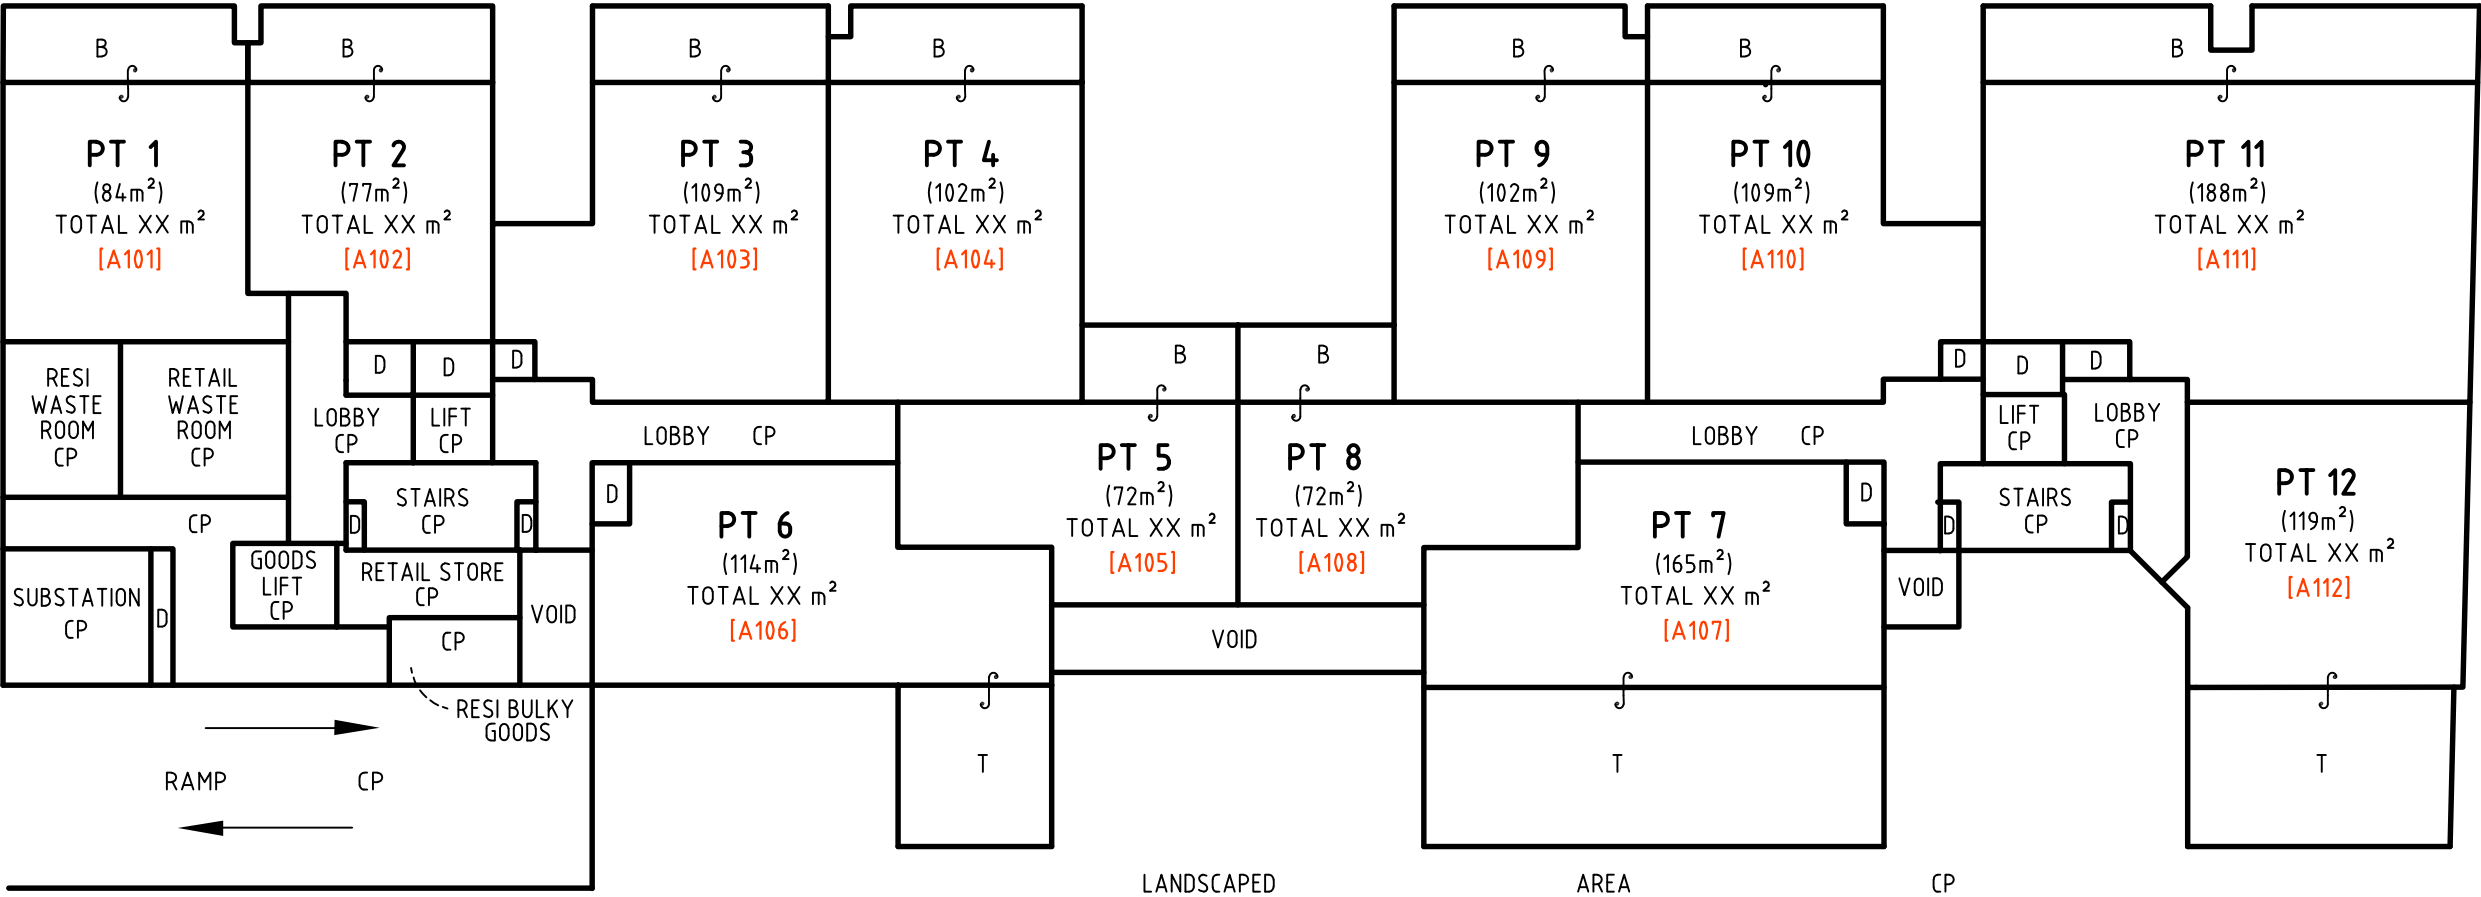 B
B
B
B
B
B
B
PT 1
(84m²)
TOTAL XX m²
[A101]
PT 2
(77m²)
TOTAL XX m²
[A102]
PT 3
(109m²)
TOTAL XX m²
[A103]
PT 4
(102m²)
TOTAL XX m²
[A104]
PT 9
(102m²)
TOTAL XX m²
[A109]
PT 10
(109m²)
TOTAL XX m²
[A110]
PT 11
(188m²)
TOTAL XX m²
[A111]
RESI
WASTE
ROOM
CP
RETAIL
WASTE
ROOM
CP
LOBBY
CP
D
D
D
LIFT
CP
LOBBY CP
B
B
PT 5
(72m²)
TOTAL XX m²
[A105]
PT 8
(72m²)
TOTAL XX m²
[A108]
LOBBY CP
D
D
D
LIFT
CP
LOBBY
CP
CP
STAIRS
CP
D
D
D
PT 6
(114m²)
TOTAL XX m²
[A106]
PT 7
(165m²)
TOTAL XX m²
[A107]
D
STAIRS
CP
D
D
PT 12
(119m²)
TOTAL XX m²
[A112]
SUBSTATION
CP
D
GOODS
LIFT
CP
RETAIL STORE
CP
CP
VOID
VOID
VOID
RESI BULKY
GOODS
T
T
T
RAMP CP
LANDSCAPED AREA CP